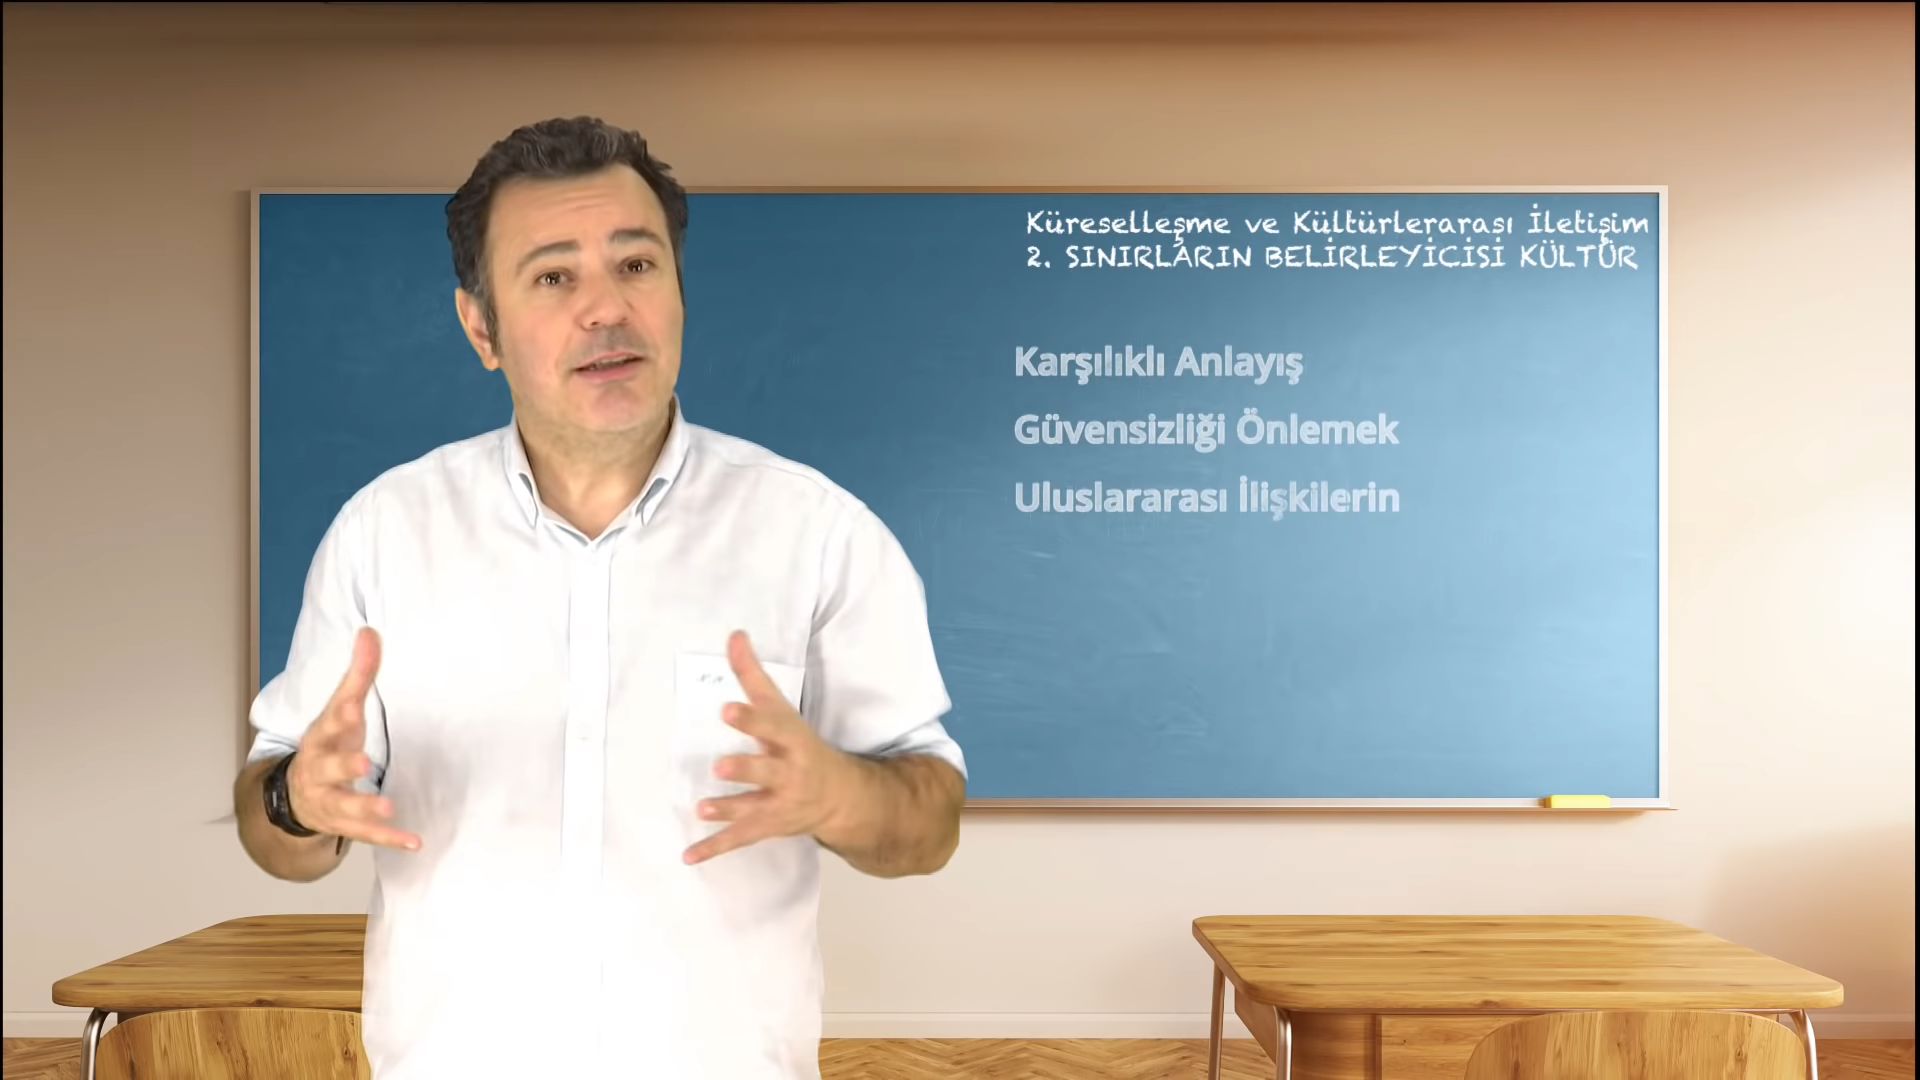 Küreselleşme ve Kültürlerarası İletişim
2. SINIRLARIN BELİRLEYİCİSİ KÜLTÜR
Karşılıklı Anlayış
Güvensizliği Önlemek
Uluslararası İlişkilerin